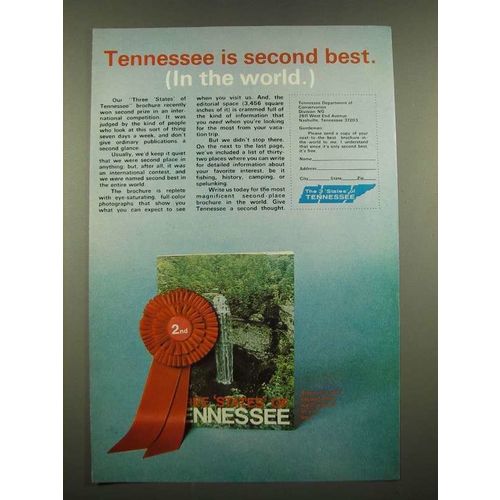 Tennessee is second best.
(In the world.)
Our "Three 'States' of
Tennessee" brochure recently
won second prize in an inter-
national competition. It was
judged by the kind of people
who look at this sort of thing
seven days a week, and don't
give ordinary publications a
second glance.
Usually, we'd keep it quiet
that we were second place in
anything; but, after all, it was
an international contest, and
we were named second best in
the entire world.
The brochure is replete
with eye-saturating, full-color
photographs that show you
what you can expect to see
when you visit us. And, the
editorial space (3,456 square
inches of it) is crammed full of
the kind of information that
you need when you're looking
for the most from your vaca-
tion trip.
But we didn't stop there.
On the next to the last page,
we've included a list of thirty-
two places where you can write
for detailed information about
your favorite interest, be it
fishing, history, camping, or
spelunking.
Write us today for the most
magnificent second-place
brochure in the world. Give
Tennessee a second thought.
Tennessee Department of
Conservation
Division
2611 West End Avenue
Nashville, Tennessee 37203
Gentlemen:
Please send a copy of your
next-to-the-best brochure in-
the-world to me. I understand
that since it's only second best,
it's free.
Name
Address
City State Zip
The 3 'States' of
TENNESSEE
2nd
'STATES' OF
ENNESSEE